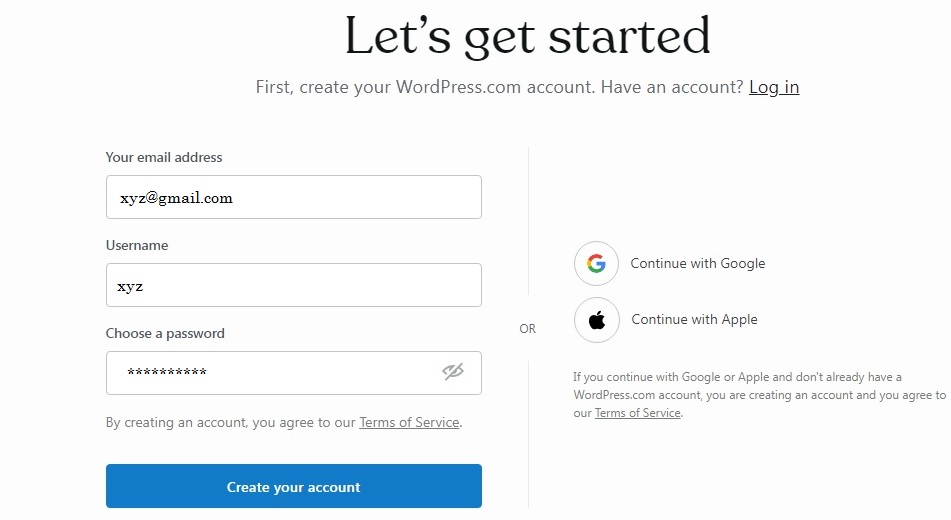 Let's get started
First, create your WordPress.com account. Have an account? Log in
Your email address
xyz@gmail.com
Username
xyz
Choose a password
**********
By creating an account, you agree to our Terms of Service.
Create your account
OR
Continue with Google
Continue with Apple
If you continue with Google or Apple and don't already have a
WordPress.com account, you are creating an account and you agree to
our Terms of Service.